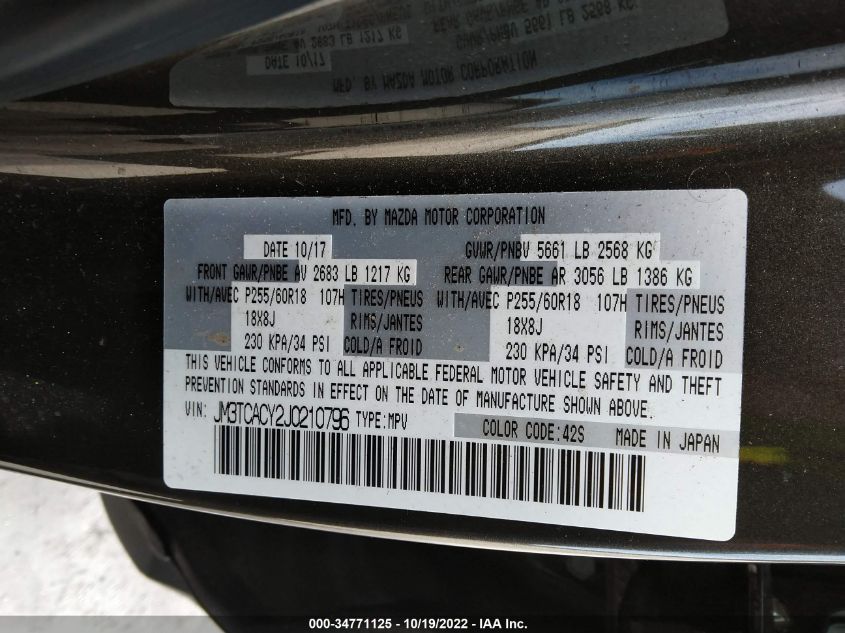 MFD. BY MAZDA MOTOR CORPORATION
DATE 10/17 GVWR/PNBV 5661 LB 2568 KG
FRONT GAWR/PNBE AV 2683 LB 1217 KG REAR GAWR/PNBE AR 3056 LB 1386 KG
WITH/AVEC P255/60R18 107H TIRES/PNEUS WITH/AVEC P255/60R18 107H TIRES/PNEUS
18X8J RIMS/JANTES 18X8J RIMS/JANTES
230 KPA/34 PSI COLD/A FROID 230 KPA/34 PSI COLD/A FROID
THIS VEHICLE CONFORMS TO ALL APPLICABLE FEDERAL MOTOR VEHICLE SAFETY AND THEFT
PREVENTION STANDARDS IN EFFECT ON THE DATE OF MANUFACTURE SHOWN ABOVE.
VIN: JM3TCACY2J0210796 TYPE:MPV COLOR CODE:42S MADE IN JAPAN
000-34771125 - 10/19/2022 - IAA Inc.